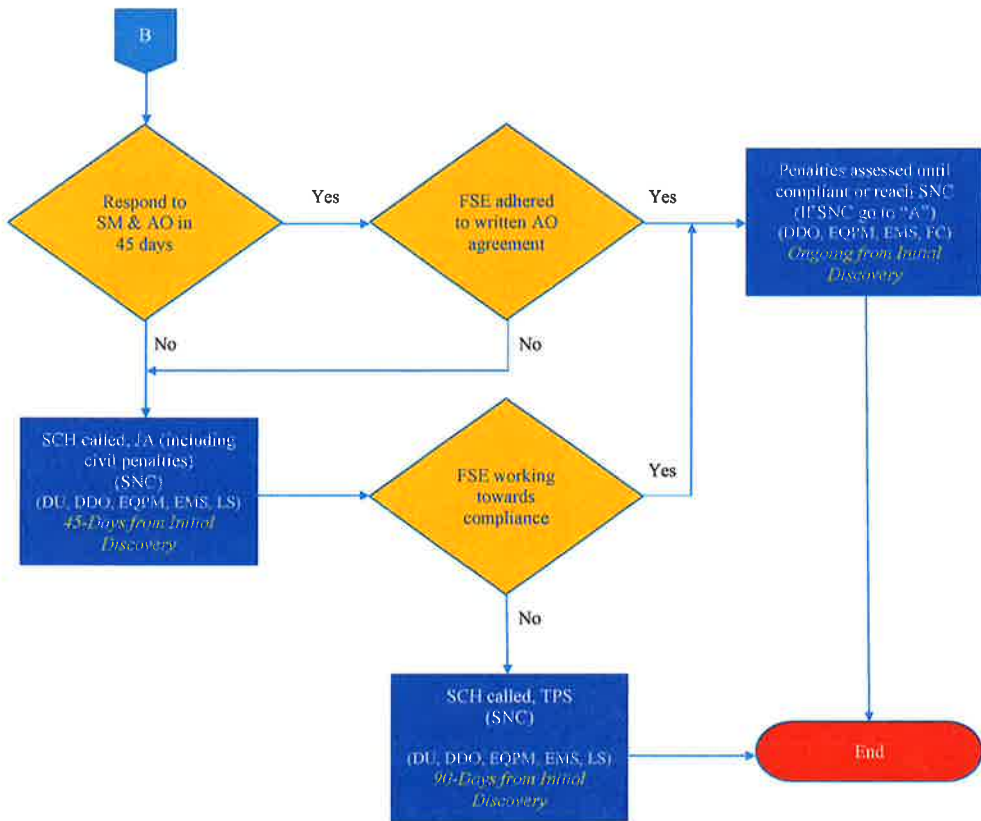 B
Respond to
SM & AO in
45 days
Yes
FSE adhered
to written AO
agreement
Yes
Penalties assessed until
compliant or reach SNC
(If SNC go to "A")
(DDO, EQPM, EMS, FC)
Ongoing from Initial
Discovery
No
No
SCH called, JA (including
civil penalties)
(SNC)
(DU, DDO, EQPM, EMS, LS)
45-Days from Initial
Discovery
FSE working
towards
compliance
Yes
No
SCH called, TPS
(SNC)
(DU, DDO, EQPM, EMS, LS)
90-Days from Initial
Discovery
End